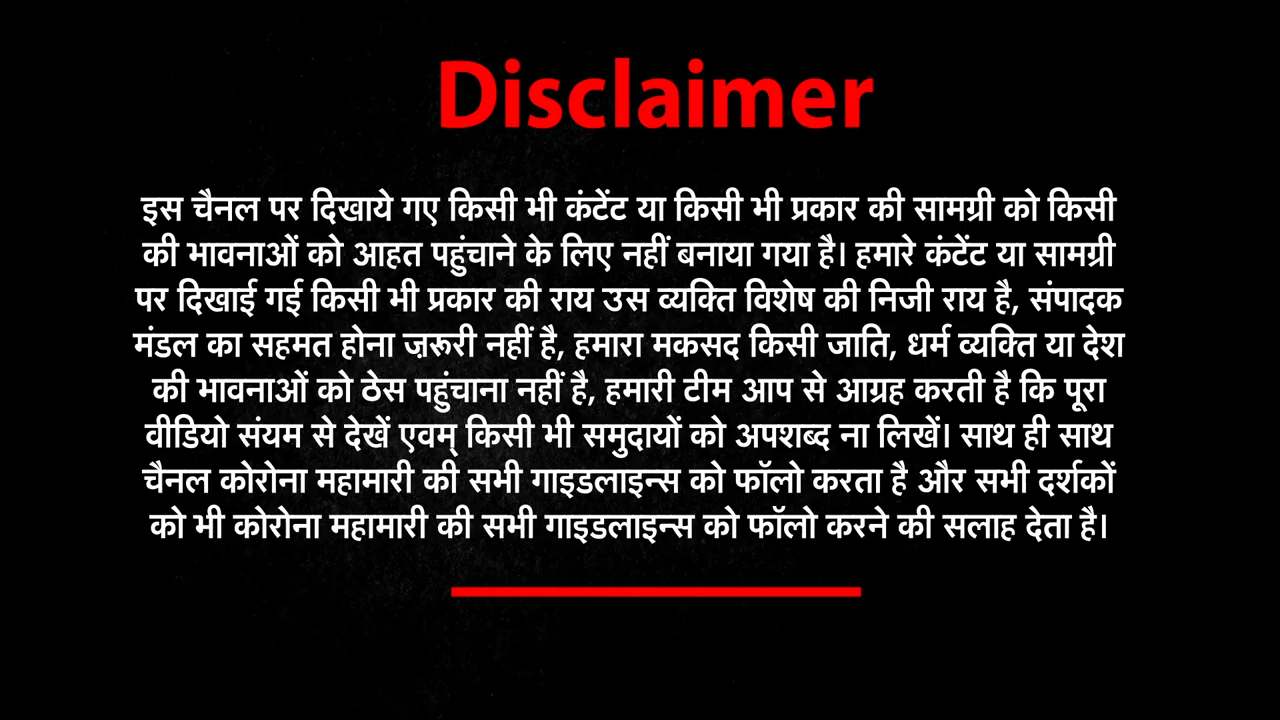 Disclaimer
इस चैनल पर दिखाये गए किसी भी कंटेंट या किसी भी प्रकार की सामग्री को किसी
की भावनाओं को आहत पहुंचाने के लिए नहीं बनाया गया है। हमारे कंटेंट या सामग्री
पर दिखाई गई किसी भी प्रकार की राय उस व्यक्ति विशेष की निजी राय है, संपादक
मंडल का सहमत होना ज़रूरी नहीं है, हमारा मकसद किसी जाति, धर्म व्यक्ति या देश
की भावनाओं को ठेस पहुंचाना नहीं है, हमारी टीम आप से आग्रह करती है कि पूरा
वीडियो संयम से देखें एवम् किसी भी समुदायों को अपशब्द ना लिखें। साथ ही साथ
चैनल कोरोना महामारी की सभी गाइडलाइन्स को फॉलो करता है और सभी दर्शकों
को भी कोरोना महामारी की सभी गाइडलाइन्स को फॉलो करने की सलाह देता है।